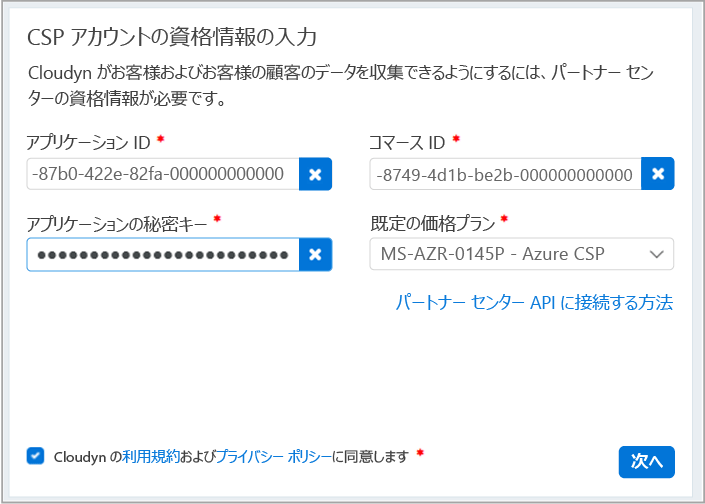 CSP アカウントの資格情報の入力
Cloudyn がお客様およびお客様の顧客のデータを収集できるようにするには、パートナー セン
ターの資格情報が必要です。
アプリケーション ID *
コマース ID *
-87b0-422e-82fa-000000000000
-8749-4d1b-be2b-000000000000
アプリケーションの秘密キー *
既定の価格プラン *
MS-AZR-0145P - Azure CSP
パートナー センター API に接続する方法
Cloudyn の利用規約およびプライバシー ポリシーに同意します *
次へ